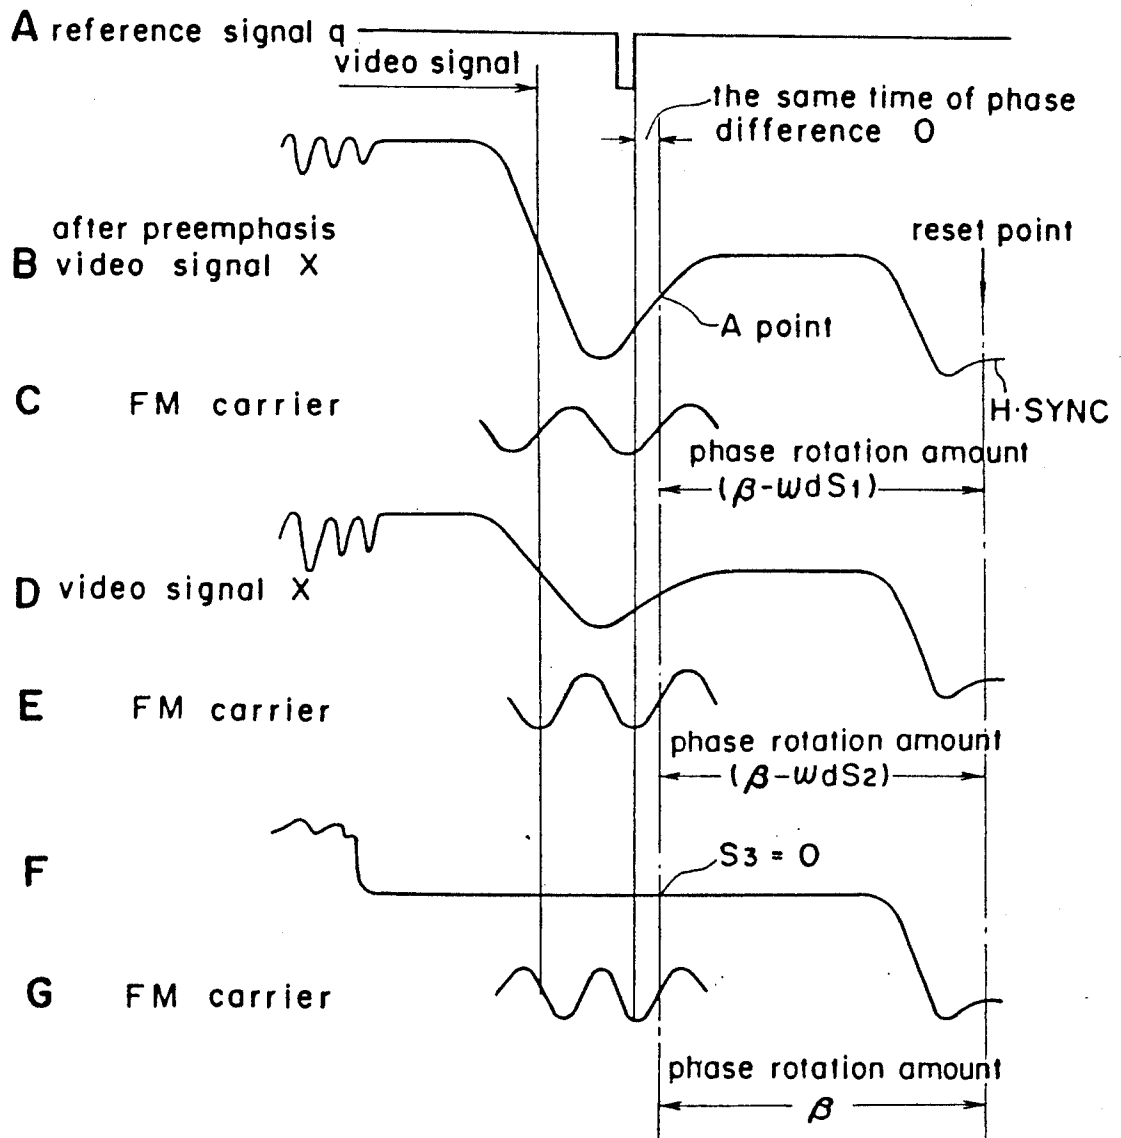 A reference signal q
video signal
the same time of phase
difference 0
after preemphasis
B video signal X
reset point
A point
C FM carrier
H·SYNC
phase rotation amount
(β-ωdS1)
D video signal X
E FM carrier
phase rotation amount
(β-ωdS2)
F
S3 = 0
G FM carrier
phase rotation amount
β